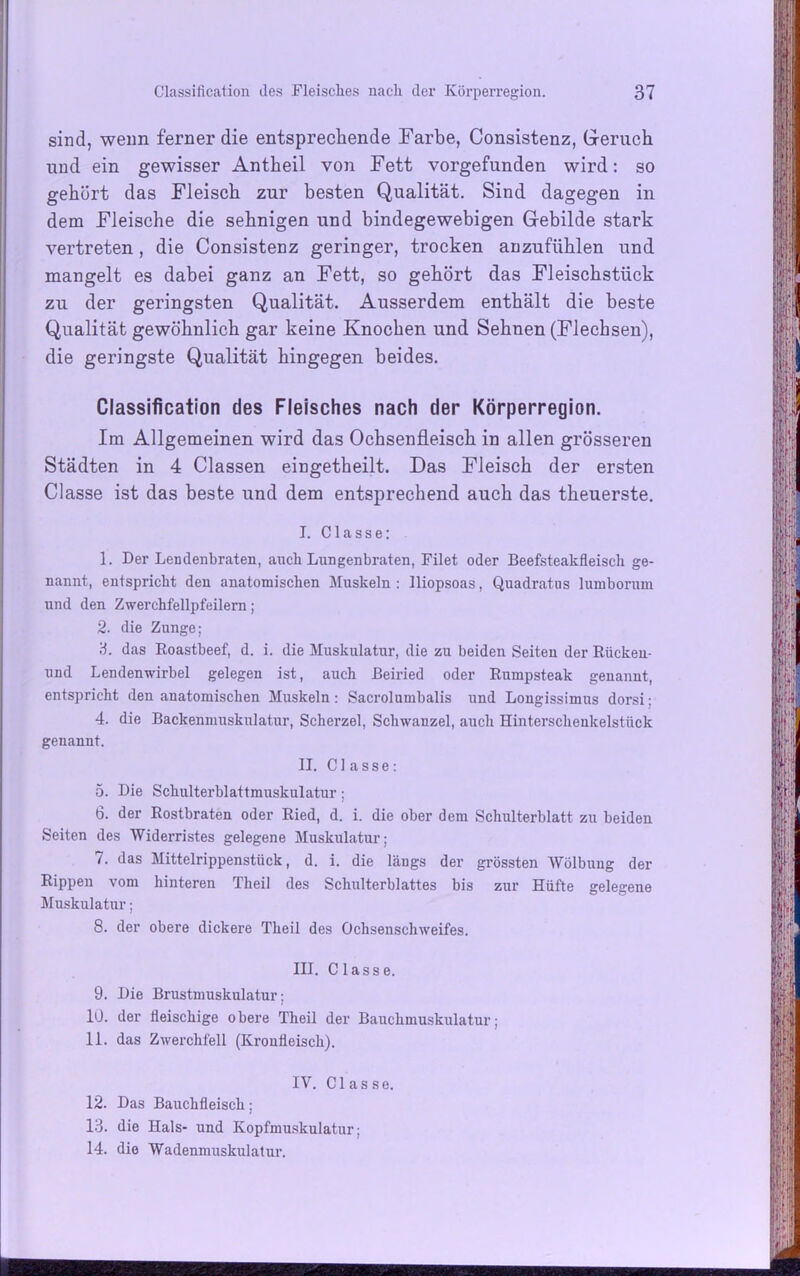 Classification des Fleisches nach der Körperregion. 37
sind, wenn ferner die entsprechende Farbe, Consistenz, Geruch
und ein gewisser Antheil von Fett vorgefunden wird: so
gehört das Fleisch zur besten Qualität. Sind dagegen in
dem Fleische die sehnigen und bindegewebigen Gebilde stark
vertreten, die Consistenz geringer, trocken anzufühlen und
mangelt es dabei ganz an Fett, so gehört das Fleischstück
zu der geringsten Qualität. Ausserdem enthält die beste
Qualität gewöhnlich gar keine Knochen und Sehnen (Flechsen),
die geringste Qualität hingegen beides.
Classification des Fleisches nach der Körperregion.
Im Allgemeinen wird das Ochsenfleisch in allen grösseren
Städten in 4 Classen eingetheilt. Das Fleisch der ersten
Classe ist das beste und dem entsprechend auch das theuerste.
I. Classe:
1. Der Lendenbraten, auch Lungenbraten, Filet oder Beefsteakfleisch ge-
nannt, entspricht den anatomischen Muskeln: Iliopsoas, Quadratus lumborum
und den Zwerchfellpfeilern;
2. die Zunge;
3. das Roastbeef, d. i. die Muskulatur, die zu beiden Seiten der Rücken-
und Lendenwirbel gelegen ist, auch Beiried oder Rumpsteak genannt,
entspricht den anatomischen Muskeln: Sacrolumbalis und Longissimus dorsi;
4. die Backenmuskulatur, Scherzel, Schwanzel, auch Hinterschenkelstück
genannt.
II. Classe:
5. Die Schulterblattmuskulatur;
6. der Rostbraten oder Ried, d. i. die ober dem Schulterblatt zu beiden
Seiten des Widerristes gelegene Muskulatur;
7. das Mittelrippenstück, d. i. die längs der grössten Wölbung der
Rippen vom hinteren Theil des Schulterblattes bis zur Hüfte gelegene
Muskulatur;
8. der obere dickere Theil des Ochsenschweifes.
III. Classe.
9. Die Brustmuskulatur;
10. der fleischige obere Theil der Bauchmuskulatur;
11. das Zwerchfell (Kronfleisch).
IV. Classe.
12. Das Bauchfleisch;
13. die Hals- und Kopfmuskulatur;
14. die Wadenmuskulatur.